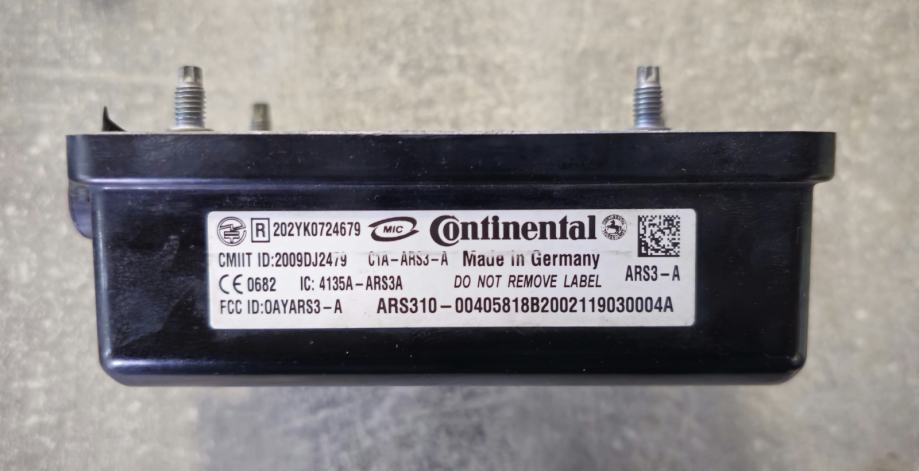 R 202YK0724679 MIC Continental
CMIIT ID:2009DJ2479 C1A-ARS3-A Made in Germany
CE 0682 IC: 4135A-ARS3A DO NOT REMOVE LABEL ARS3-A
FCC ID:OAYARS3-A ARS310-00405818B2002119030004A